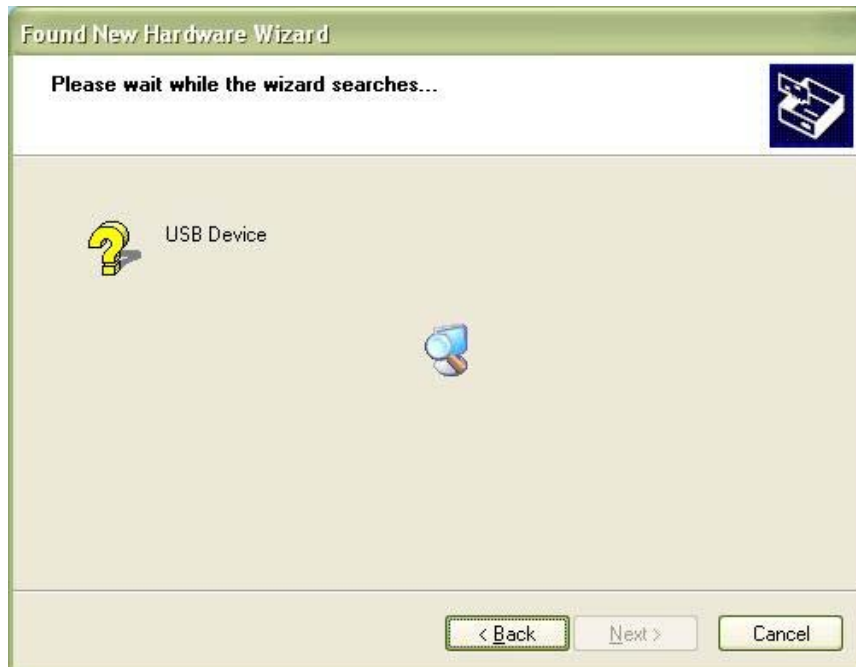 Found New Hardware Wizard
Please wait while the wizard searches...
USB Device
< Back
Next >
Cancel